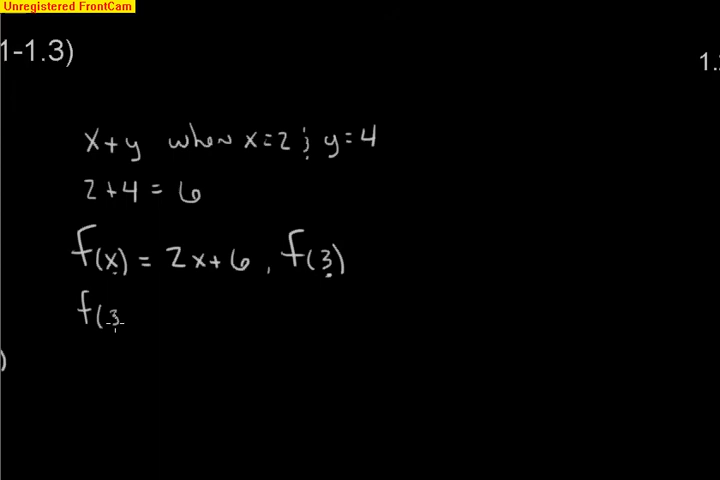 Unregistered FrontCam
1-1.3)
1.
x+y when x=2 & y=4
2+4=6
f(x) = 2x+6, f(3)
f(3
)